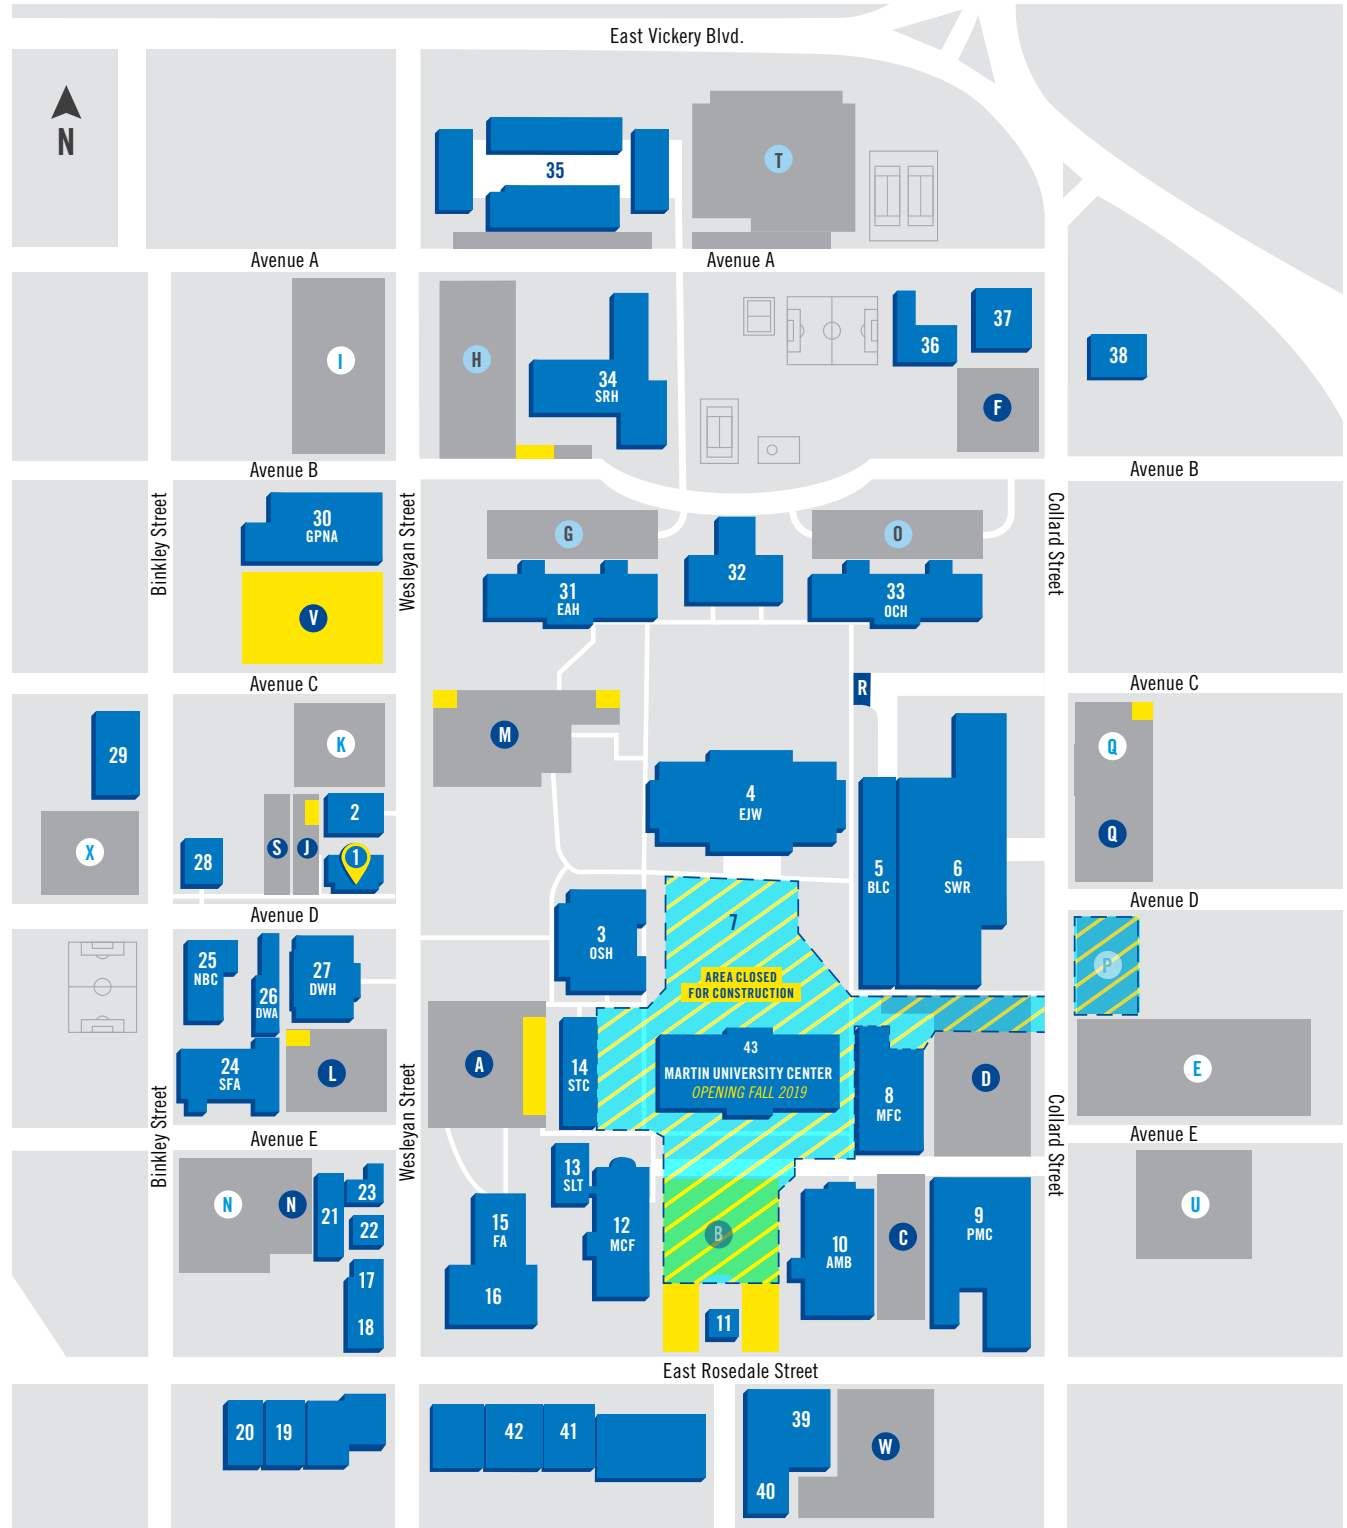 East Vickery Blvd.
N
35
T
Avenue A
Avenue A
I
H
34
SRH
36
37
38
F
Avenue B
Avenue B
Binkley Street
Wesleyan Street
Collard Street
30
GPNA
V
G
O
31
EAH
32
33
OCH
Avenue C
Avenue C
R
29
K
M
Q
2
4
EJW
X
28
S
J
1
5
BLC
6
SWR
Q
Avenue D
Avenue D
7
3
OSH
25
NBC
26
DWA
27
DWH
AREA CLOSED
FOR CONSTRUCTION
P
43
MARTIN UNIVERSITY CENTER
OPENING FALL 2019
24
SFA
L
A
14
STC
8
MFC
D
E
Binkley Street
Wesleyan Street
Collard Street
Avenue E
Avenue E
N
N
21
23
22
13
SLT
15
FA
12
MCF
B
10
AMB
C
9
PMC
U
17
18
16
11
East Rosedale Street
20
19
42
41
39
40
W